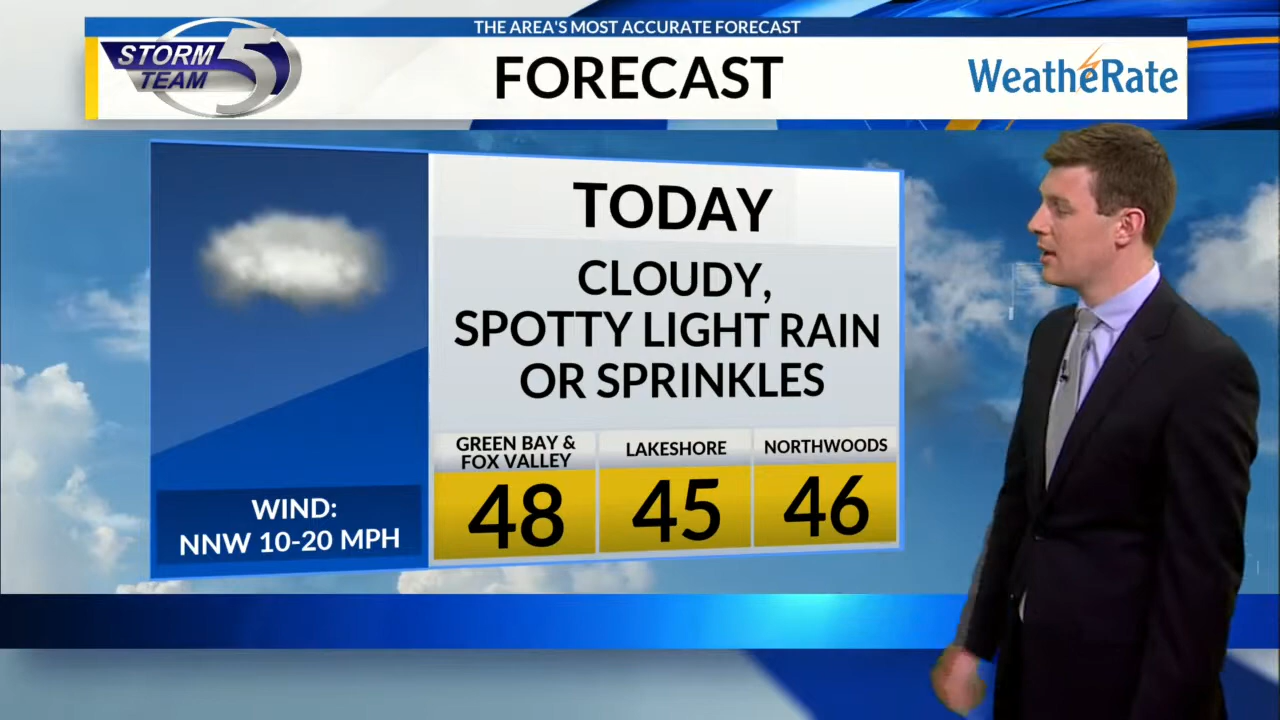 THE AREA'S MOST ACCURATE FORECAST
STORM
TEAM
5
FORECAST
WeatheRate
TODAY
CLOUDY,
SPOTTY LIGHT RAIN
OR SPRINKLES
GREEN BAY &
FOX VALLEY
LAKESHORE
NORTHWOODS
48
45
46
WIND:
NNW 10-20 MPH